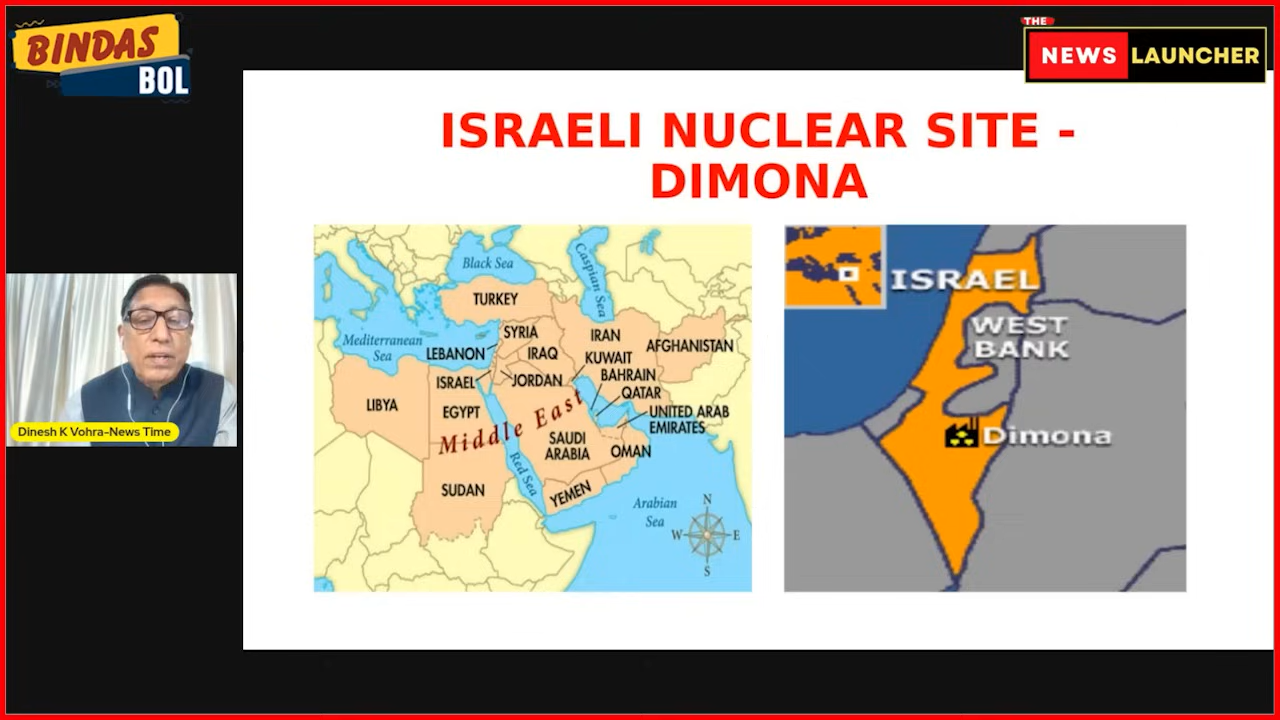 BINDAS
BOL
THE
NEWS LAUNCHER
ISRAELI NUCLEAR SITE -
DIMONA
Black Sea
Caspian Sea
TURKEY
Mediterranean
Sea
SYRIA
LEBANON
IRAQ
IRAN
AFGHANISTAN
ISRAEL
JORDAN
KUWAIT
BAHRAIN
QATAR
LIBYA
EGYPT
Middle East
UNITED ARAB
EMIRATES
SAUDI
ARABIA
OMAN
Red Sea
SUDAN
YEMEN
Arabian
Sea
N
W
E
S
ISRAEL
WEST
BANK
Dimona
Dinesh K Vohra-News Time